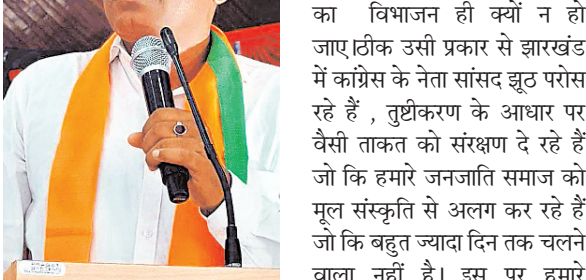 का विभाजन ही क्यों न हो
जाए।ठीक उसी प्रकार से झारखंड
में कांग्रेस के नेता सांसद झूठ परोस
रहे हैं , तुष्टीकरण के आधार पर
वैसी ताकत को संरक्षण दे रहे हैं
जो कि हमारे जनजाति समाज को
मूल संस्कृति से अलग कर रहे हैं
जो कि बहुत ज्यादा दिन तक चलने
वाला नहीं है। इस पर हमारे